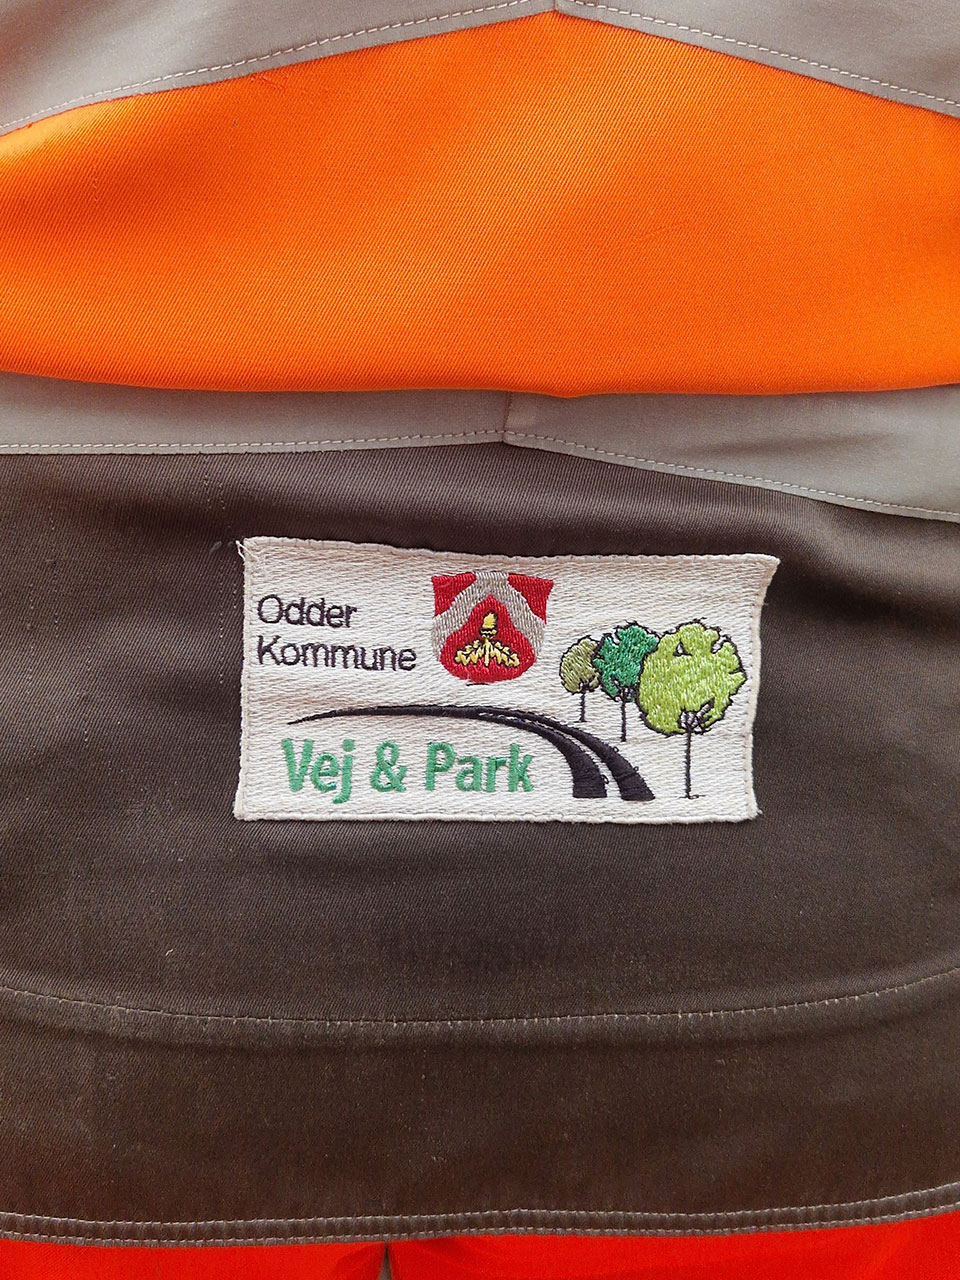 Odder
Kommune
Vej & Park